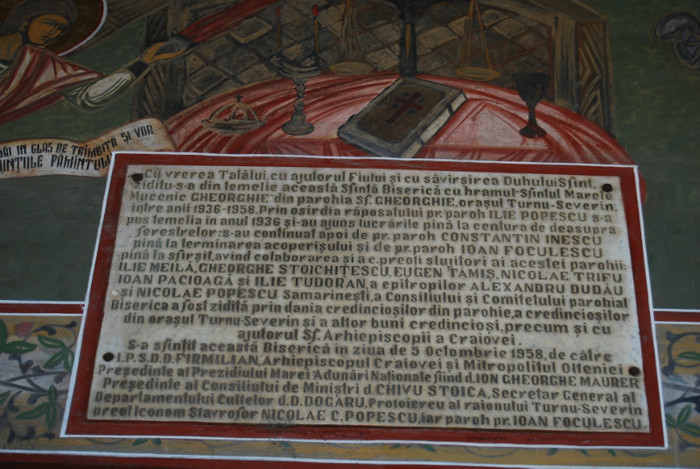 DAI IN GLAS DE TRÎMBIȚĂ ȘI VOR
INȚIILE PĂMÎNTULUI
Cu vrerea Tatălui, cu ajutorul Fiului și cu săvîrșirea Duhului Sfînt,
ziditu-s-a din temelie această Sfîntă Biserică cu hramul Sfîntul Marele
Mucenic GHEORGHIE din parohia Sf. GHEORGHIE, orașul Turnu-Severin,
între anii 1936-1958. Prin osîrdia răposatului pr. paroh ILIE POPESCU s-a
pus temelia în anul 1936 și-au ajuns lucrările pînă la centura de deasupra
ferestrelor: s-au continuat apoi de pr. paroh CONSTANTIN INESCU
pînă la terminarea acoperișului și de pr. paroh IOAN FOCULESCU
pînă la sfîrșit, avînd colaborarea și a c. preoți slujitori ai acestei parohii:
ILIE MEILĂ, GHEORGHE STOICHIȚESCU, EUGEN TAMIȘ, NICOLAE TRIFU
IOAN PACIOAGĂ și ILIE TUDORAN, a epitropilor ALEXANDRU DUDĂU
și NICOLAE POPESCU Samarinești, a Consiliului și Comitetului parohial
Biserica a fost zidită prin dania credincioșilor din parohie, a credincioșilor
din orașul Turnu-Severin și a altor buni credincioși, precum și cu
ajutorul Sf. Arhiepiscopii a Craiovei.
S-a sfințit această Biserică în ziua de 5 Octombrie 1958, de către
I.P.S.D.D. FIRMILIAN, Arhiepiscopul Craiovei și Mitropolitul Olteniei
Președinte al Prezidiului Marei Adunări Naționale fiind d. ION GHEORGHE MAURER
Președinte al Consiliului de Miniștri d. CHIVU STOICA, Secretar General al
Departamentului Cultelor d. D. DOGARU, Protoiereu al raionului Turnu-Severin
preot Iconom Stavrofor NICOLAE C. POPESCU, iar paroh pr. IOAN FOCULESCU.